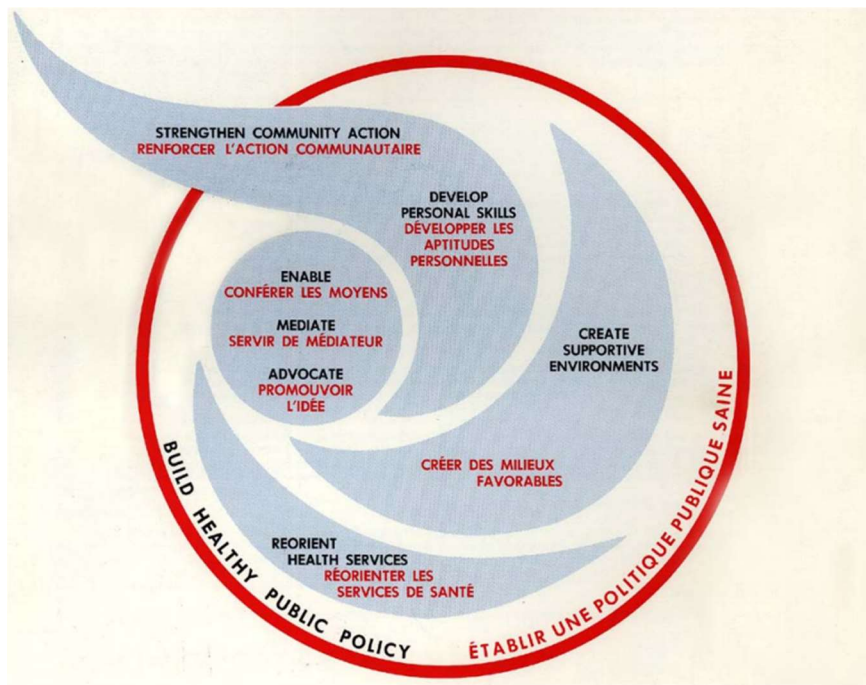 STRENGTHEN COMMUNITY ACTION
RENFORCER L'ACTION COMMUNAUTAIRE
DEVELOP
PERSONAL SKILLS
DÉVELOPPER LES
APTITUDES
PERSONNELLES
ENABLE
CONFÉRER LES MOYENS
MEDIATE
SERVIR DE MÉDIATEUR
ADVOCATE
PROMOUVOIR
L'IDÉE
CREATE
SUPPORTIVE
ENVIRONMENTS
CRÉER DES MILIEUX
FAVORABLES
REORIENT
HEALTH SERVICES
RÉORIENTER LES
SERVICES DE SANTÉ
BUILD HEALTHY PUBLIC POLICY
ÉTABLIR UNE POLITIQUE PUBLIQUE SAINE